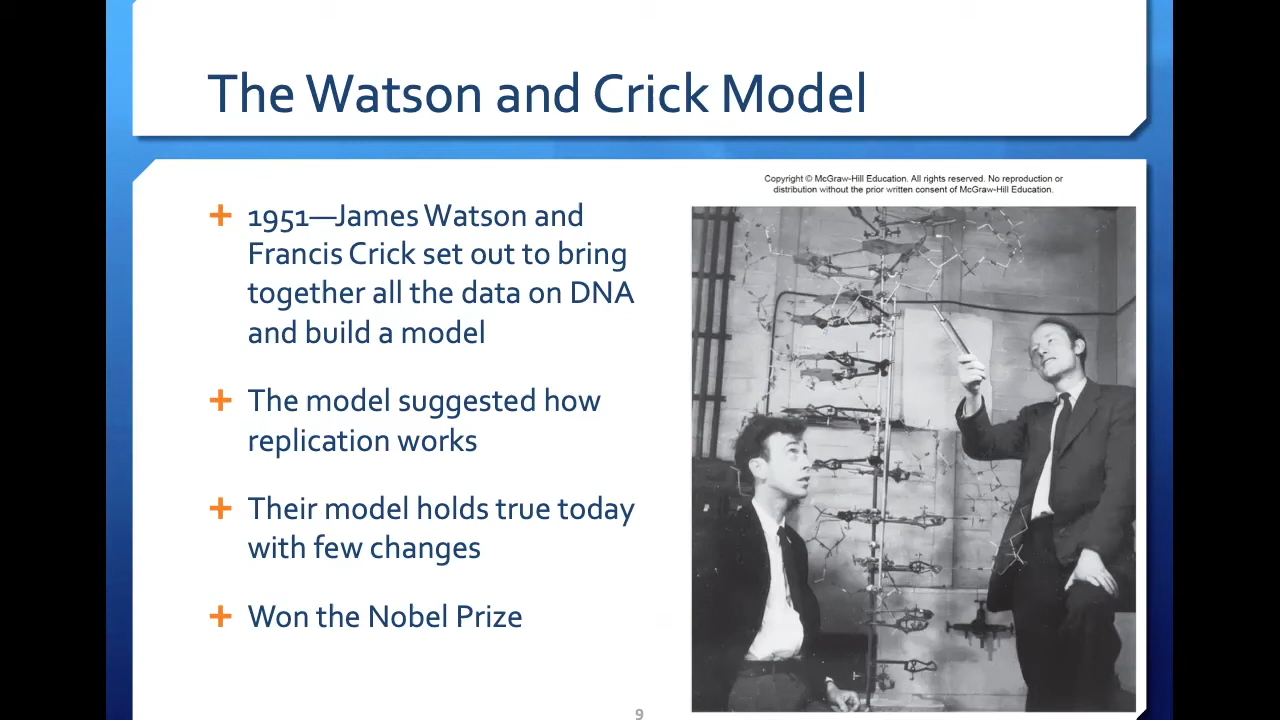 The Watson and Crick Model
Copyright © McGraw-Hill Education. All rights reserved. No reproduction or
distribution without the prior written consent of McGraw-Hill Education.
1951—James Watson and
Francis Crick set out to bring
together all the data on DNA
and build a model
The model suggested how
replication works
Their model holds true today
with few changes
Won the Nobel Prize
9